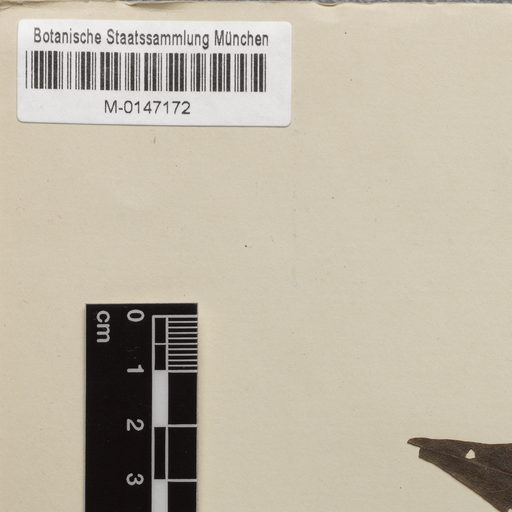 Botanische Staatssammlung München
M-0147172
cm
0
1
2
3